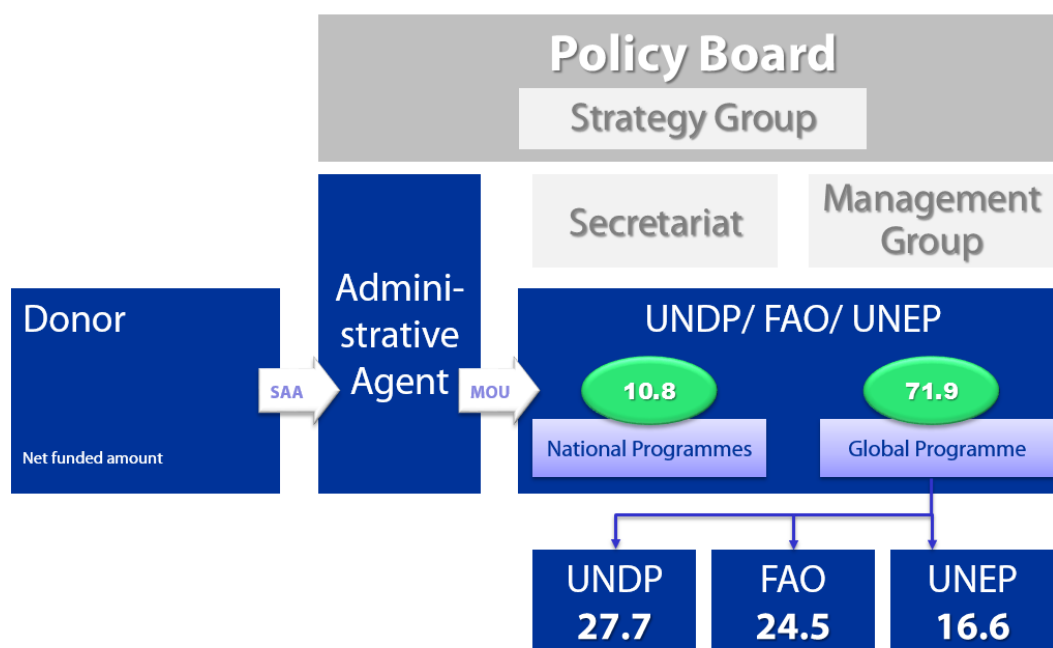 Policy Board
Strategy Group
Secretariat
Management
Group
Admini-
strative
Agent
Donor
Net funded amount
SAA
MOU
UNDP/ FAO/ UNEP
10.8
71.9
National Programmes
Global Programme
UNDP
27.7
FAO
24.5
UNEP
16.6